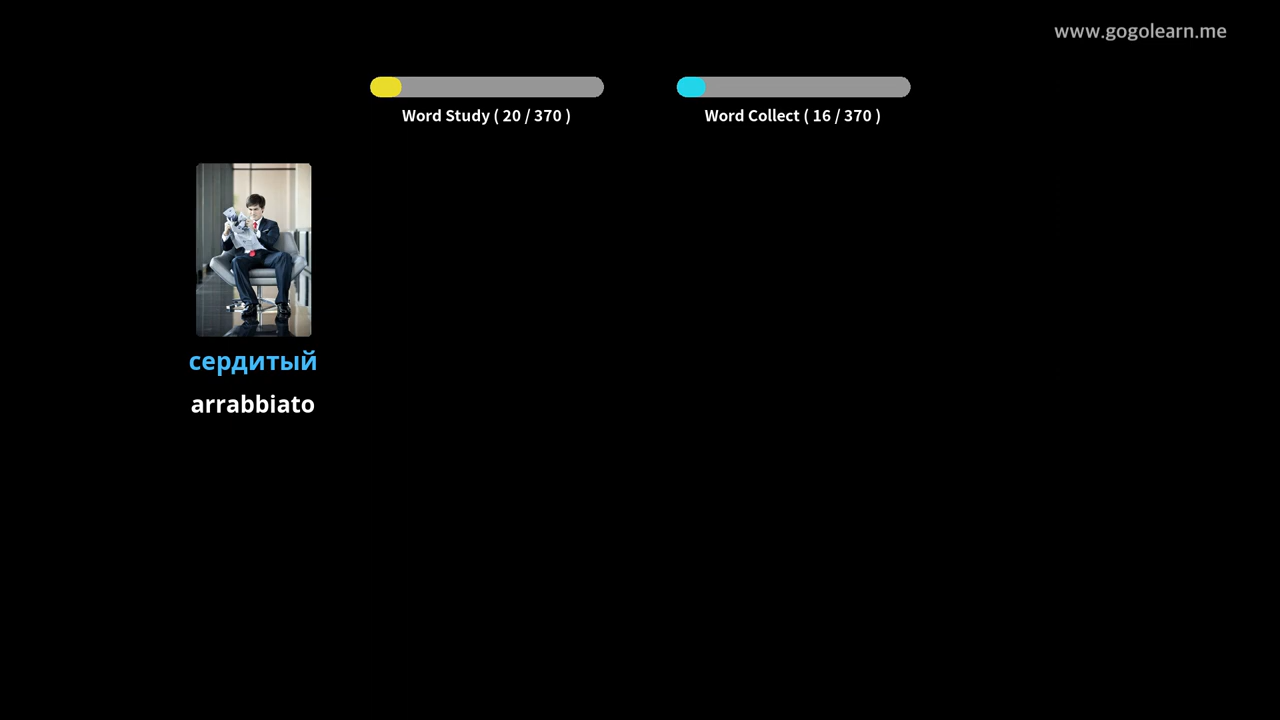 www.gogolearn.me
Word Study ( 20 / 370 )
Word Collect ( 16 / 370 )
сердитый
arrabbiato